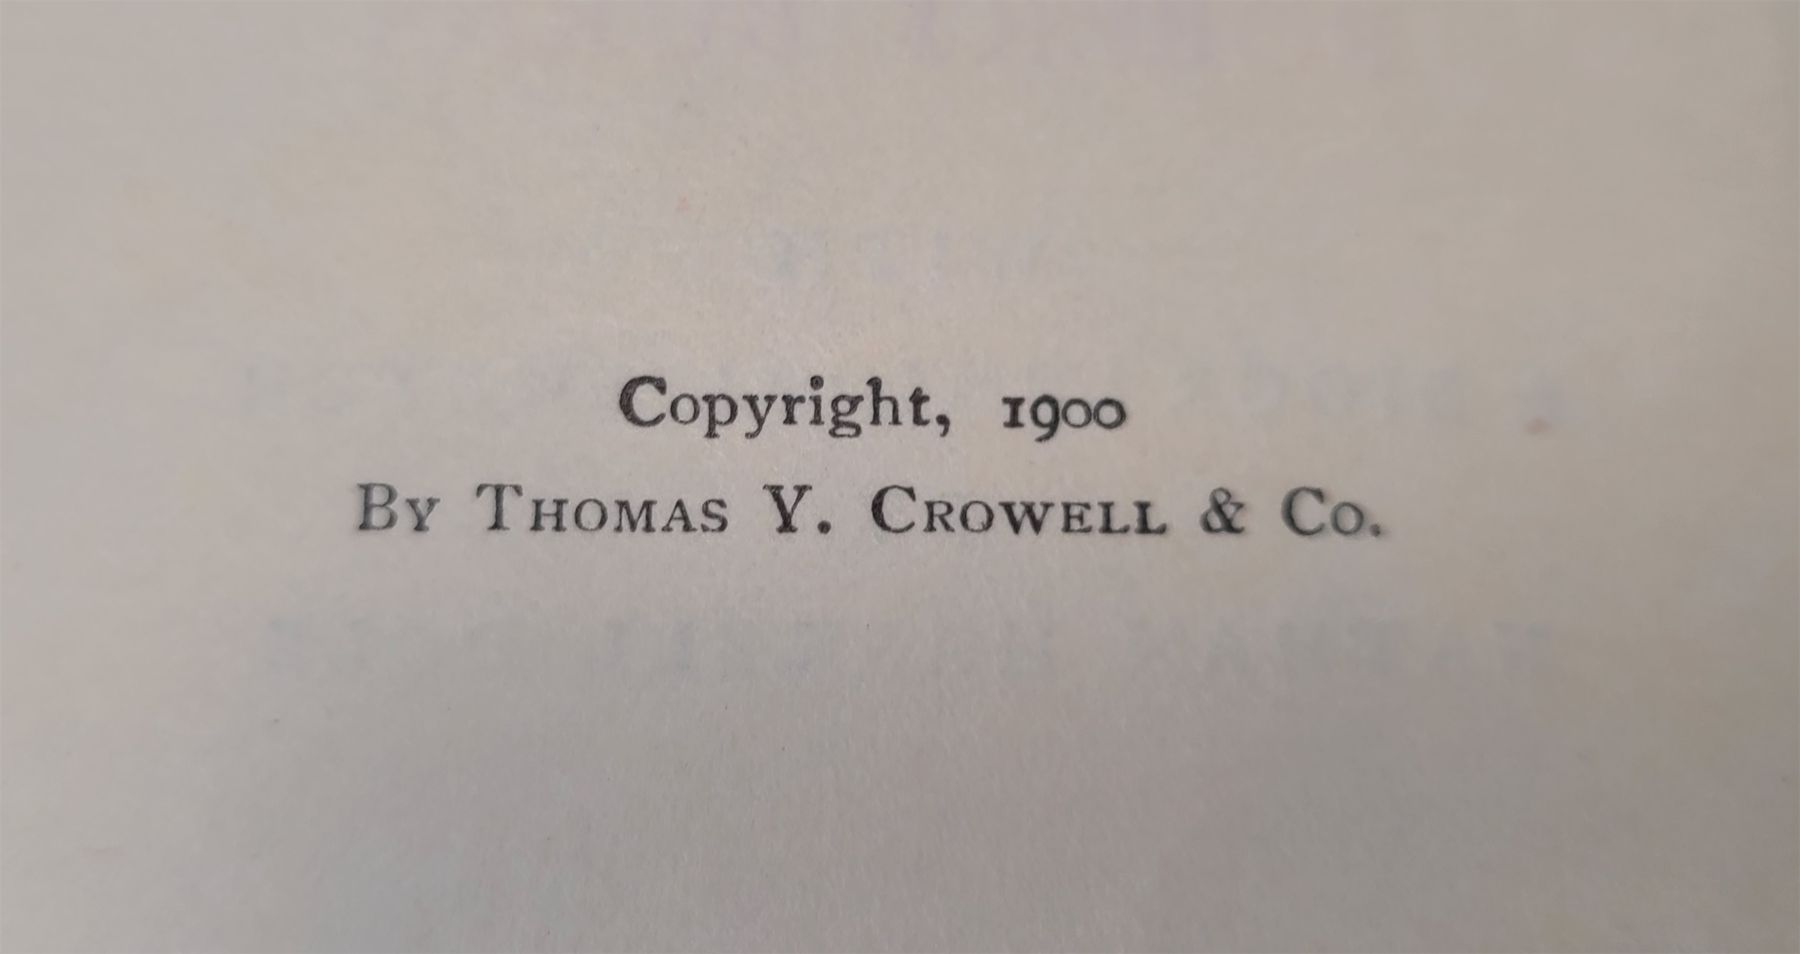 Copyright, 1900
By Thomas Y. Crowell & Co.